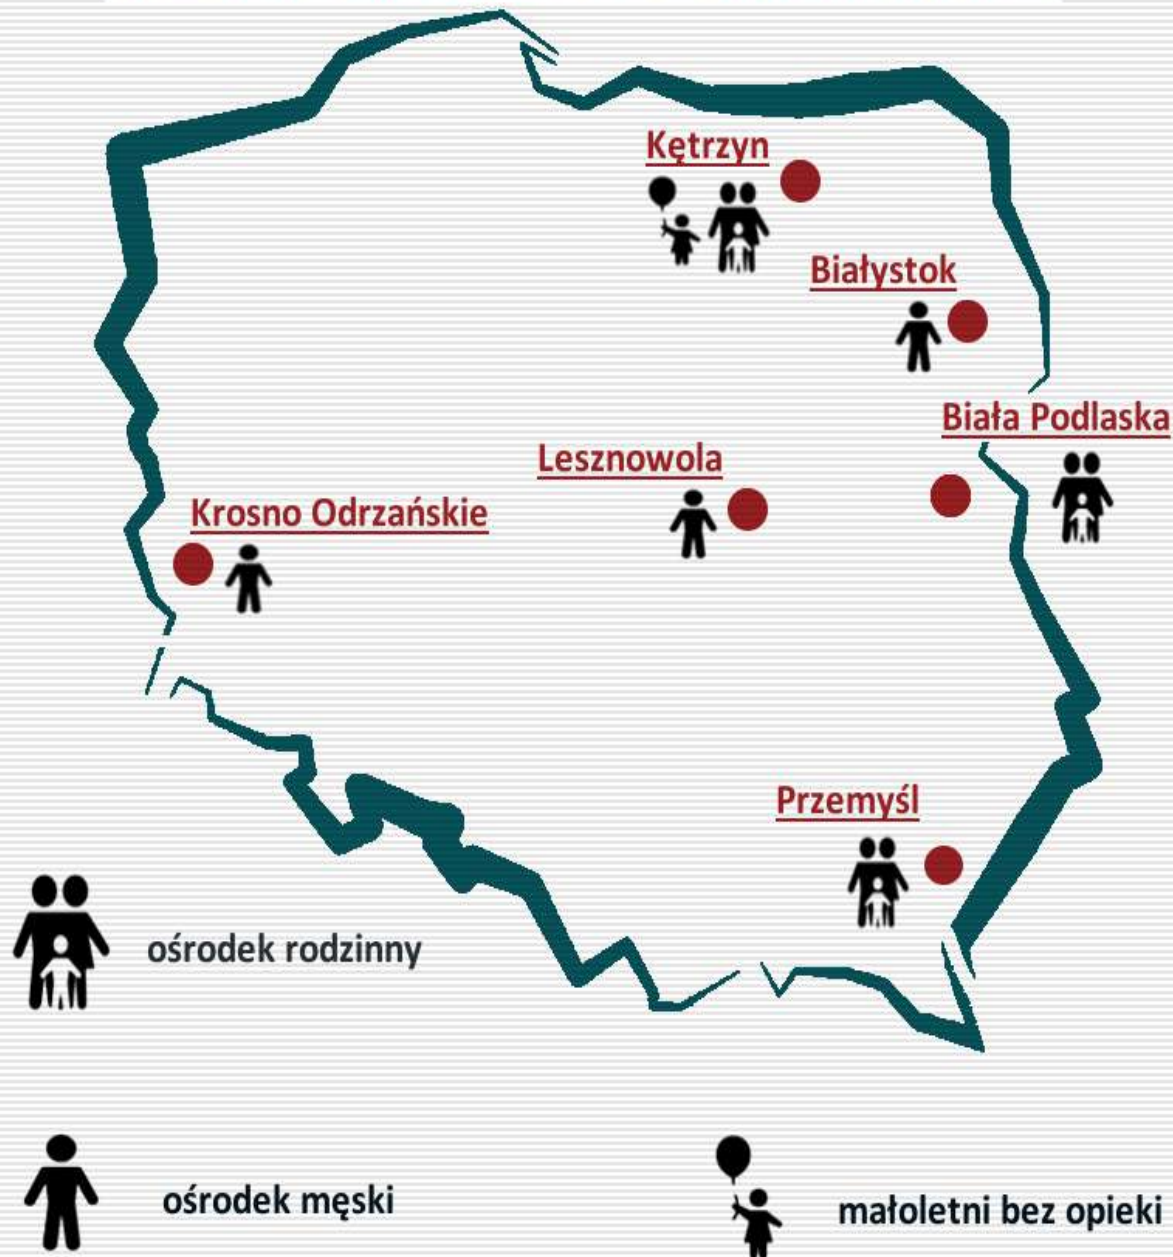 Kętrzyn
Białystok
Biała Podlaska
Lesznowola
Krosno Odrzańskie
Przemyśl
ośrodek rodzinny
ośrodek męski
małoletni bez opieki